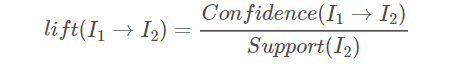 lift(I₁ → I₂) = Confidence(I₁ → I₂) / Support(I₂)